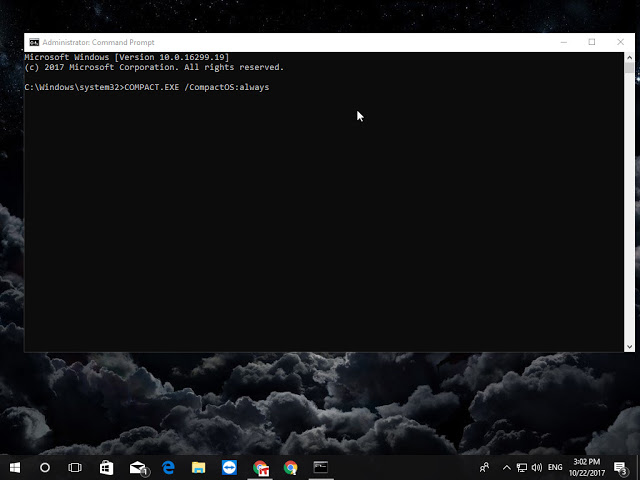 Administrator: Command Prompt
Microsoft Windows [Version 10.0.16299.19]
(c) 2017 Microsoft Corporation. All rights reserved.
C:\Windows\system32>COMPACT.EXE /CompactOS:always
1
ENG
3:02 PM
10/22/2017
3